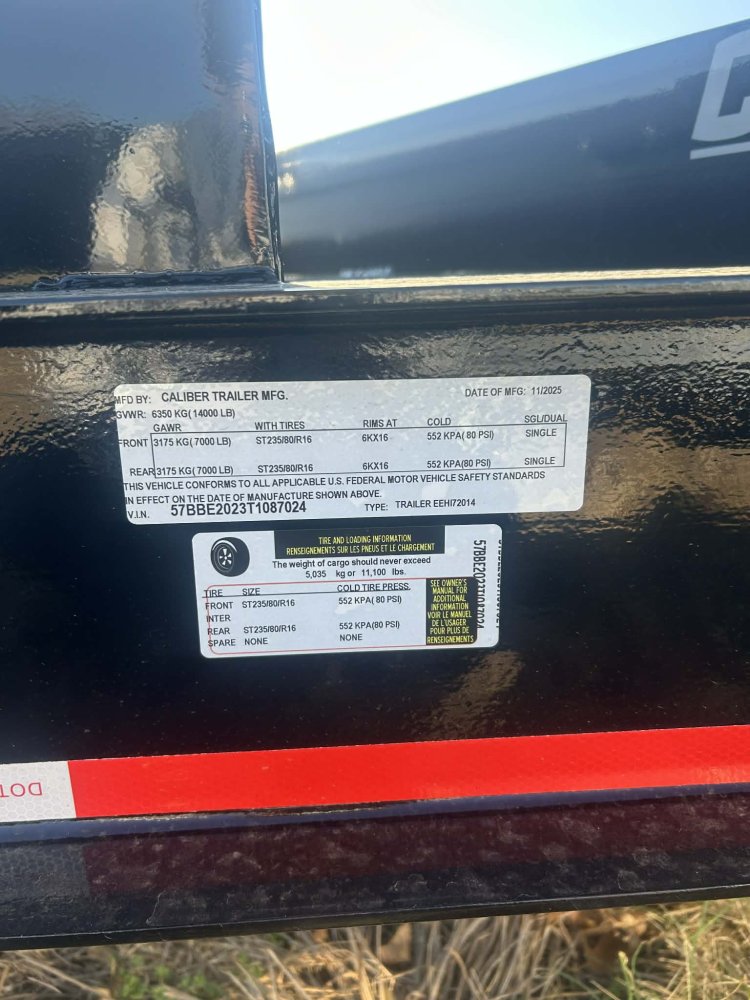 MFD BY: CALIBER TRAILER MFG. DATE OF MFG: 11/2025
GVWR: 6350 KG( 14000 LB)
GAWR WITH TIRES RIMS AT COLD SGL/DUAL
FRONT 3175 KG( 7000 LB) ST235/80/R16 6KX16 552 KPA( 80 PSI) SINGLE
REAR 3175 KG( 7000 LB) ST235/80/R16 6KX16 552 KPA(80 PSI) SINGLE
THIS VEHICLE CONFORMS TO ALL APPLICABLE U.S. FEDERAL MOTOR VEHICLE SAFETY STANDARDS
IN EFFECT ON THE DATE OF MANUFACTURE SHOWN ABOVE.
V.I.N. 57BBE2023T1087024 TYPE: TRAILER EEHI72014
TIRE AND LOADING INFORMATION
RENSEIGNEMENTS SUR LES PNEUS ET LE CHARGEMENT
The weight of cargo should never exceed
5,035 kg or 11,100 lbs.
TIRE SIZE COLD TIRE PRESS.
FRONT ST235/80/R16 552 KPA( 80 PSI)
INTER
REAR ST235/80/R16 552 KPA(80 PSI)
SPARE NONE NONE
SEE OWNER'S
MANUAL FOR
ADDITIONAL
INFORMATION
VOIR LE MANUEL
DE L'USAGER
POUR PLUS DE
RENSEIGNEMENTS
57BBE2023T1087024
DOT